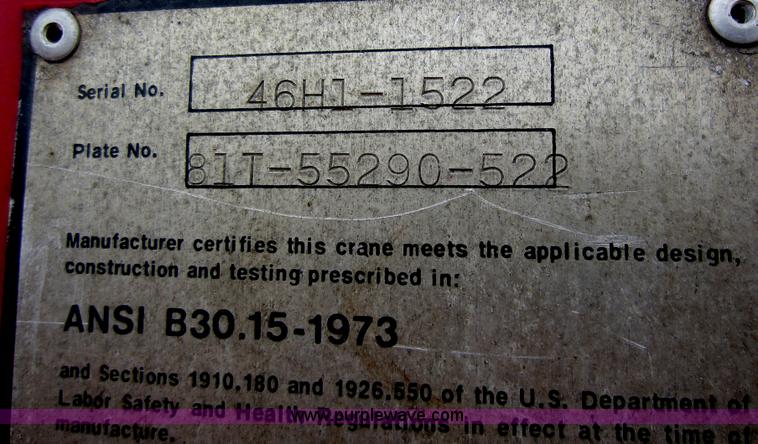 Serial No. 46H1-1522
Plate No. 81T-55290-522
Manufacturer certifies this crane meets the applicable design,
construction and testing prescribed in:
ANSI B30.15-1973
and Sections 1910.180 and 1926.550 of the U.S. Department of
Labor Safety and Health Regulations in effect at the time of
www.purplewave.com
manufacture.